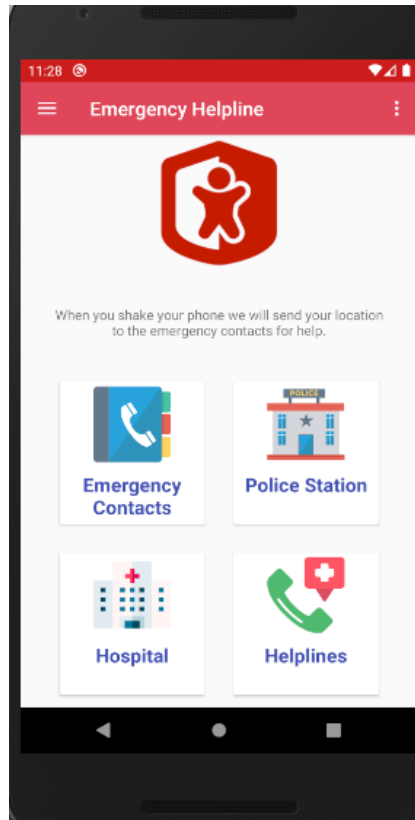 11:28
Emergency Helpline
When you shake your phone we will send your location
to the emergency contacts for help.
Emergency
Contacts
POLICE
Police Station
Hospital
Helplines